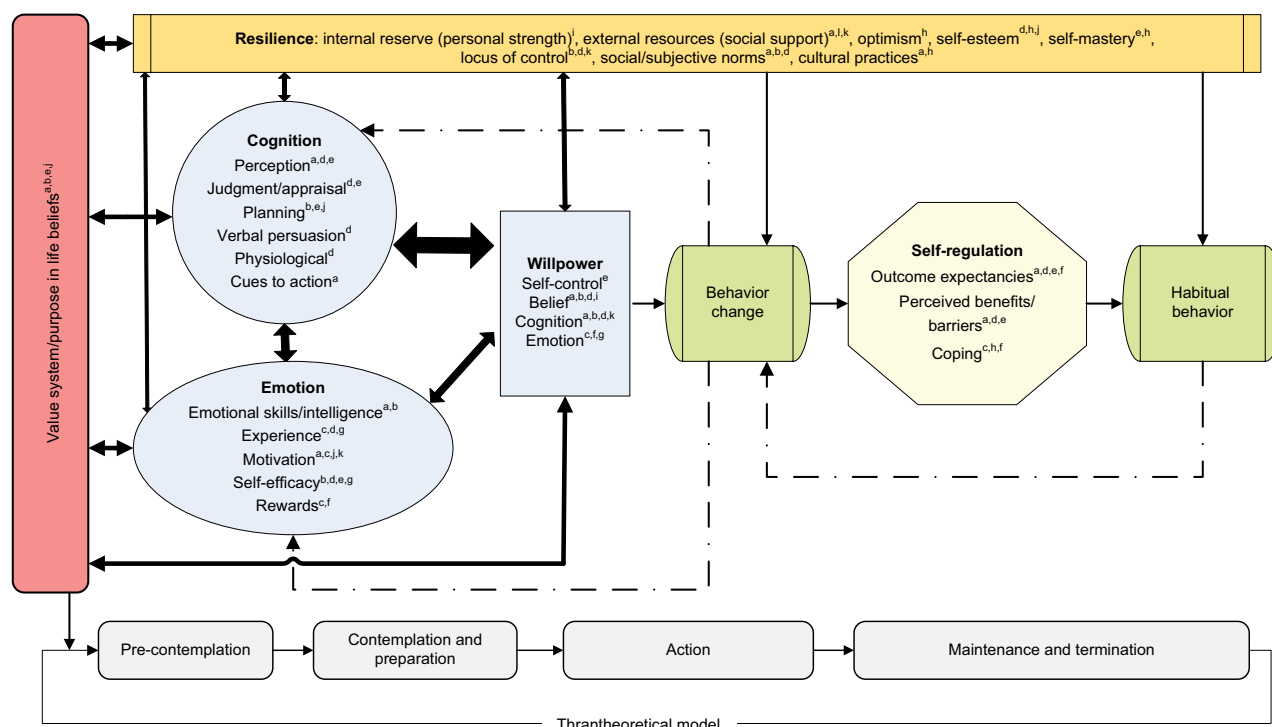 Resilience: internal reserve (personal strength)i, external resources (social support)a,l,k, optimismh, self-esteemd,h,j, self-masterye,h,
locus of controlb,d,k, social/subjective normsa,b,d, cultural practicesa,h
Value system/purpose in life beliefsa,b,e,j
Cognition
Perceptiona,d,e
Judgment/appraisald,e
Planningb,e,j
Verbal persuasiond
Physiologicald
Cues to actiona
Emotion
Emotional skills/intelligencea,b
Experiencec,d,g
Motivationa,c,j,k
Self-efficacyb,d,e,g
Rewardsc,f
Willpower
Self-controle
Beliefa,b,d,i
Cognitiona,b,d,k
Emotionc,f,g
Behavior
change
Self-regulation
Outcome expectanciesa,d,e,f
Perceived benefits/
barriersa,d,e
Copingc,h,f
Habitual
behavior
Pre-contemplation
Contemplation and
preparation
Action
Maintenance and termination
Thrantheoretical model